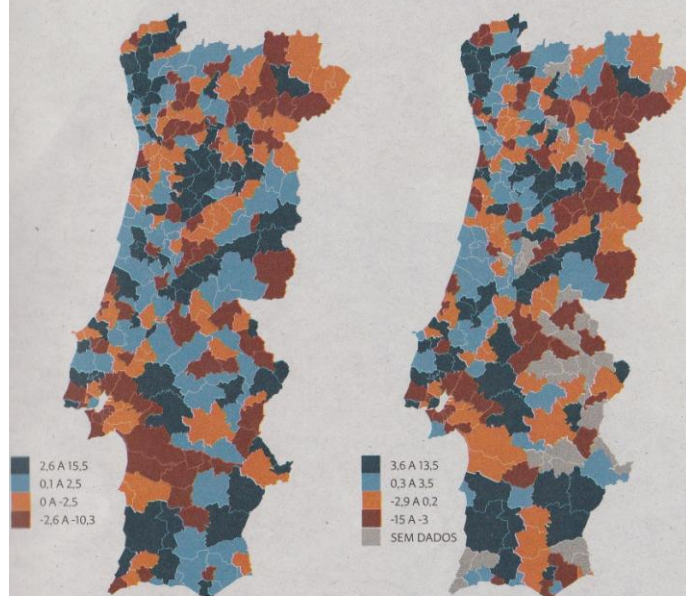 2,6 A 15,5
0,1 A 2,5
0 A -2,5
-2,6 A -10,3
3,6 A 13,5
0,3 A 3,5
-2,9 A 0,2
-15 A -3
SEM DADOS